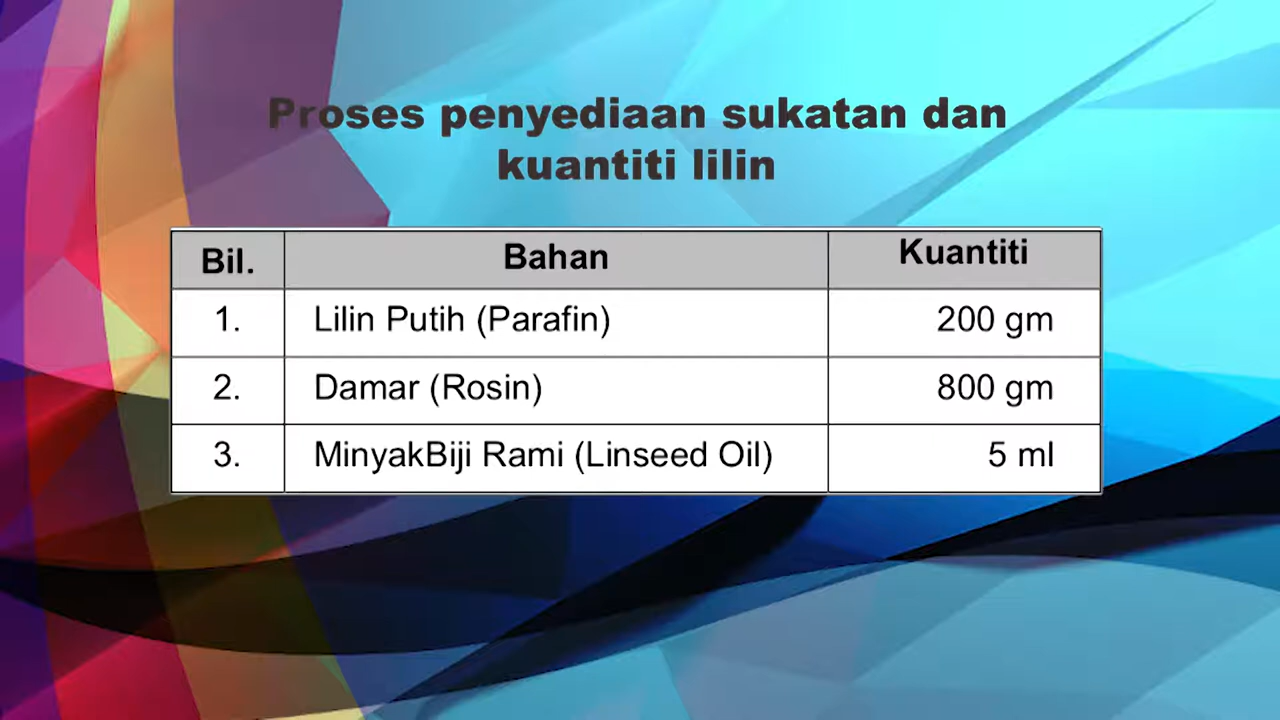 Proses penyediaan sukatan dan
kuantiti lilin
Bil. Bahan Kuantiti
1. Lilin Putih (Parafin) 200 gm
2. Damar (Rosin) 800 gm
3. MinyakBiji Rami (Linseed Oil) 5 ml